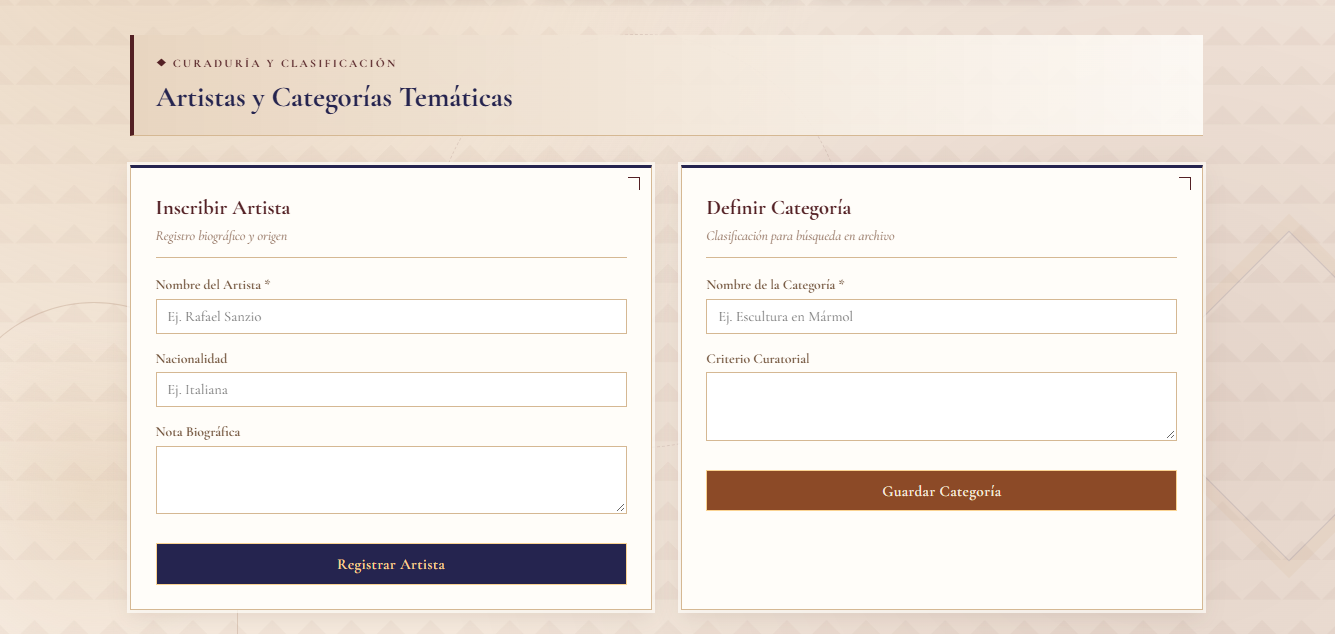 ◆ CURADURÍA Y CLASIFICACIÓN
Artistas y Categorías Temáticas
Inscribir Artista
Registro biográfico y origen
Nombre del Artista *
Ej. Rafael Sanzio
Nacionalidad
Ej. Italiana
Nota Biográfica
Registrar Artista
Definir Categoría
Clasificación para búsqueda en archivo
Nombre de la Categoría *
Ej. Escultura en Mármol
Criterio Curatorial
Guardar Categoría